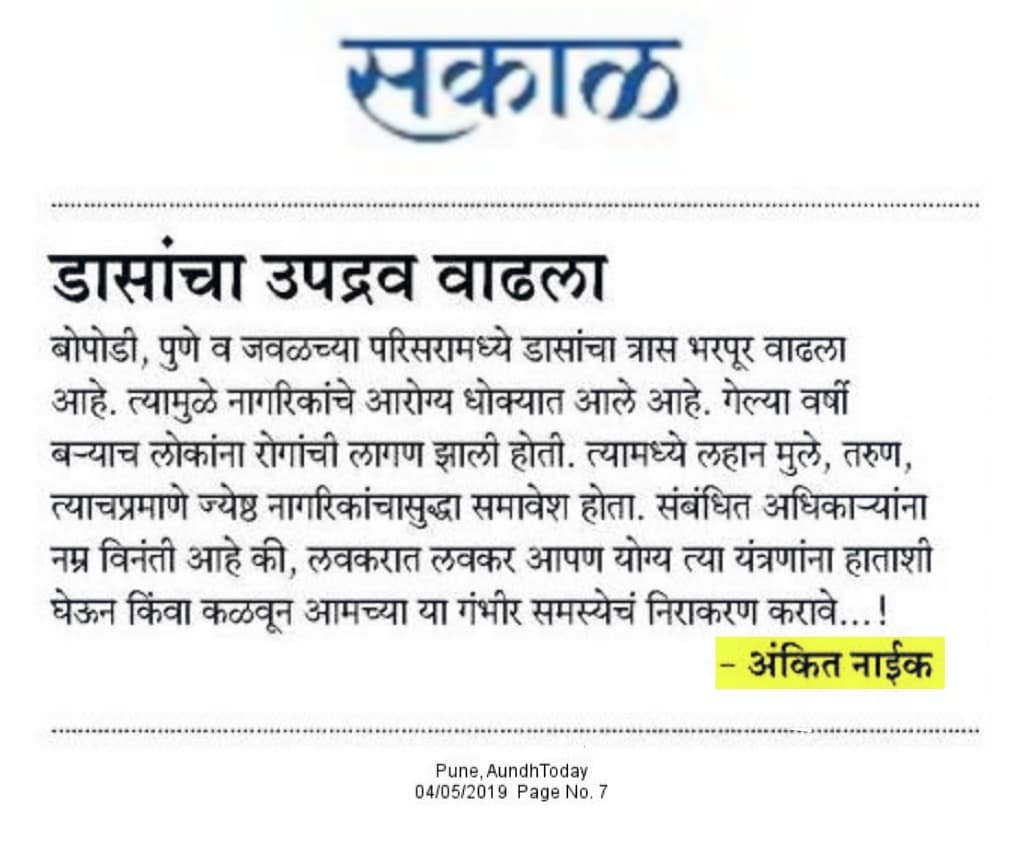 सकाळ
डासांचा उपद्रव वाढला
बोपोडी, पुणे व जवळच्या परिसरामध्ये डासांचा त्रास भरपूर वाढला
आहे. त्यामुळे नागरिकांचे आरोग्य धोक्यात आले आहे. गेल्या वर्षी
बऱ्याच लोकांना रोगांची लागण झाली होती. त्यामध्ये लहान मुले, तरुण,
त्याचप्रमाणे ज्येष्ठ नागरिकांचासुद्धा समावेश होता. संबंधित अधिकाऱ्यांना
नम्र विनंती आहे की, लवकरात लवकर आपण योग्य त्या यंत्रणांना हाताशी
घेऊन किंवा कळवून आमच्या या गंभीर समस्येचं निराकरण करावे...!
- अंकित नाईक
Pune, AundhToday
04/05/2019 Page No. 7